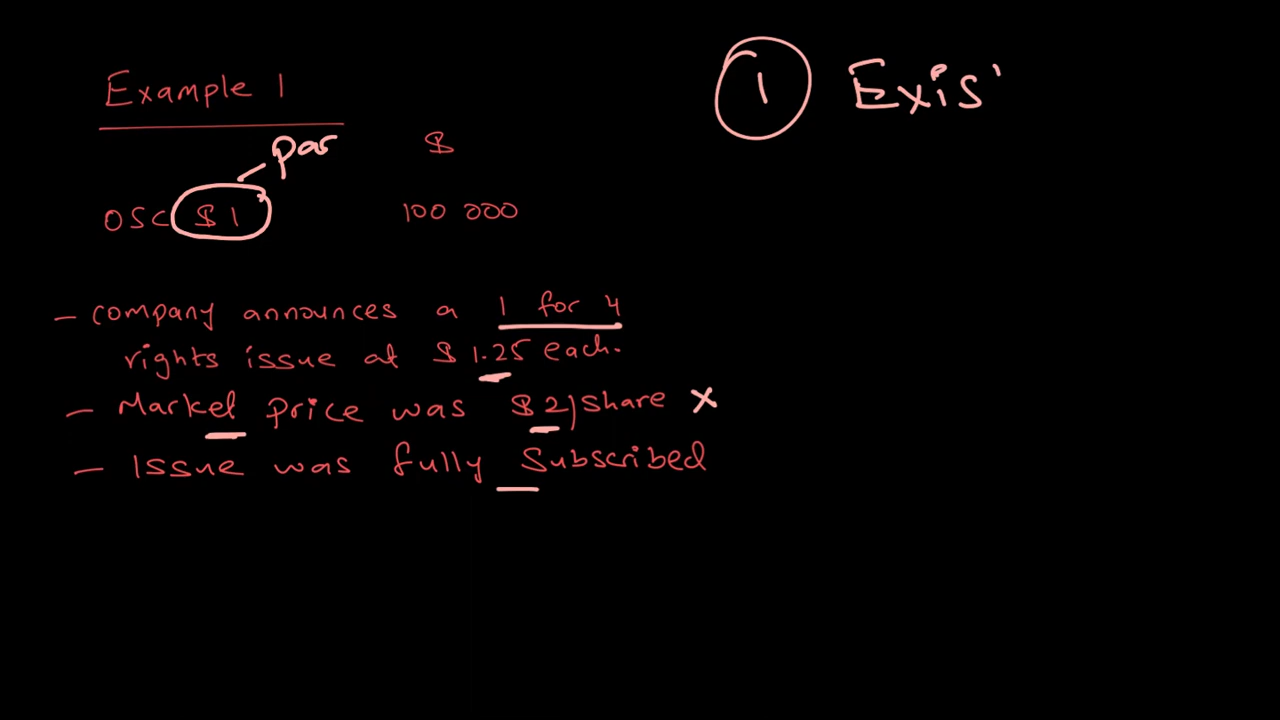 Example 1
Par
$
OSC $1
100 000
- Company announces a 1 for 4
rights issue at $ 1.25 each.
- Market price was $2/share x
- Issue was fully Subscribed
1 Exis'